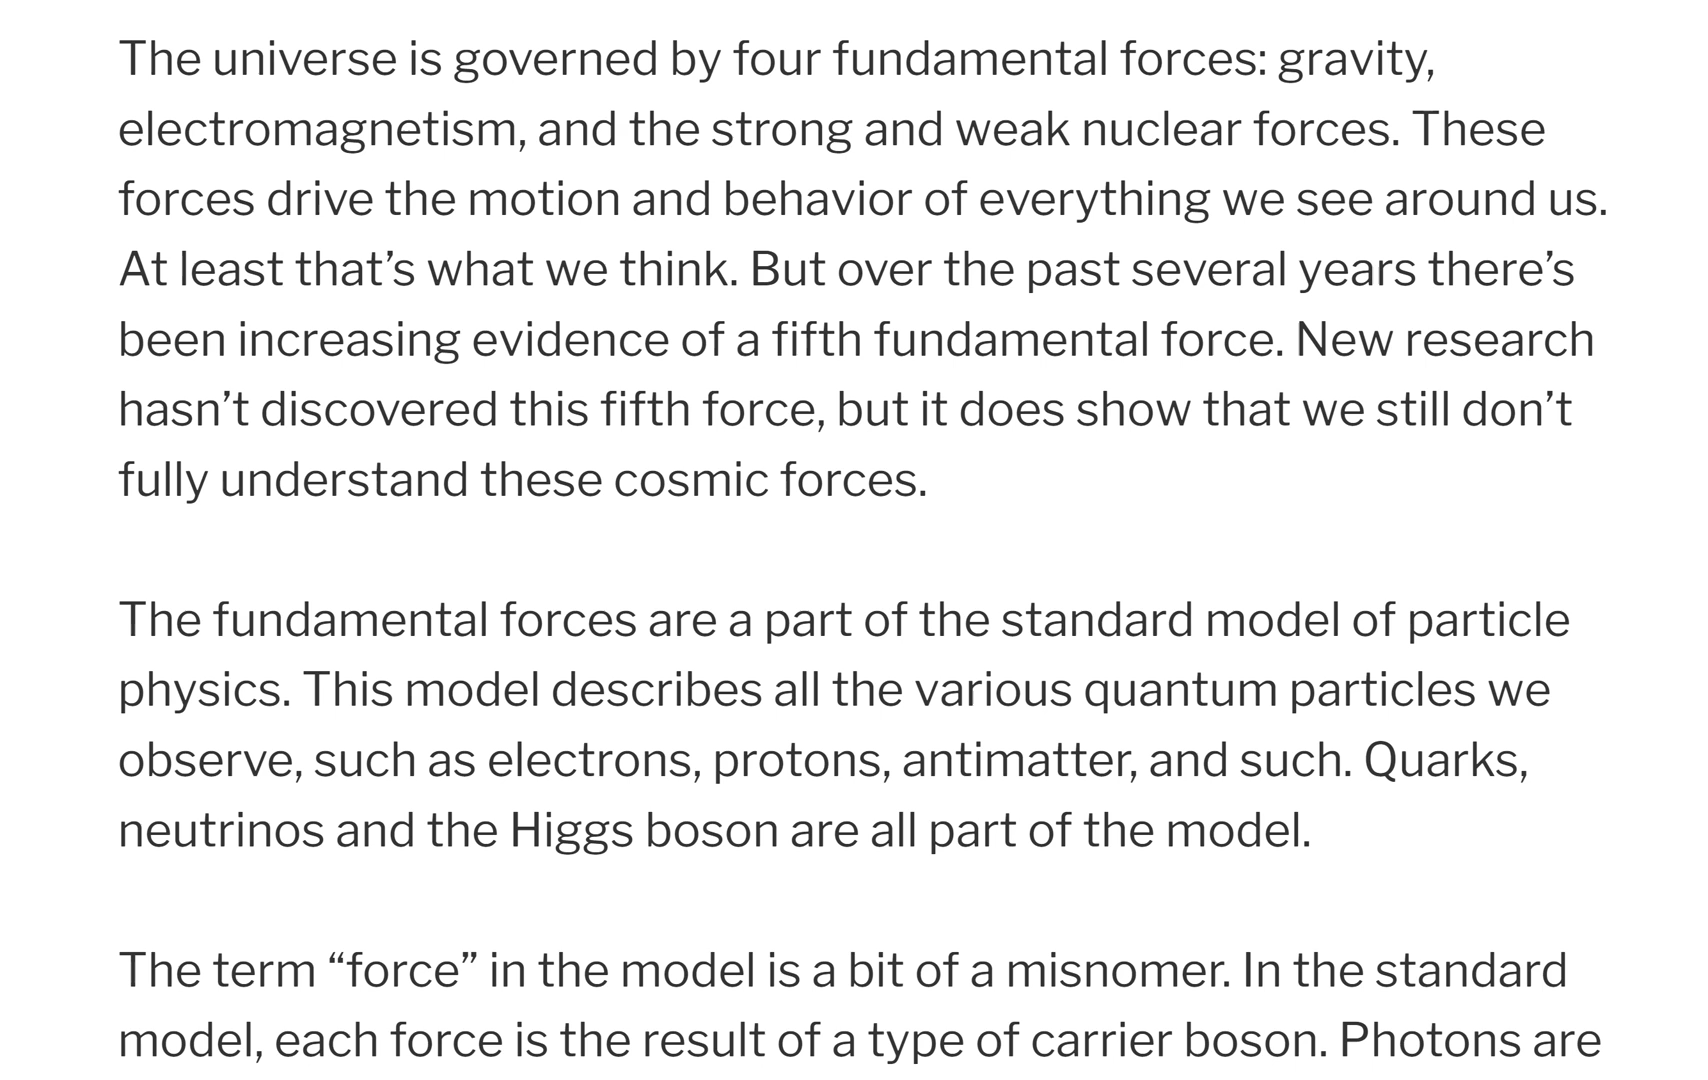 The universe is governed by four fundamental forces: gravity,
electromagnetism, and the strong and weak nuclear forces. These
forces drive the motion and behavior of everything we see around us.
At least that’s what we think. But over the past several years there’s
been increasing evidence of a fifth fundamental force. New research
hasn’t discovered this fifth force, but it does show that we still don’t
fully understand these cosmic forces.
The fundamental forces are a part of the standard model of particle
physics. This model describes all the various quantum particles we
observe, such as electrons, protons, antimatter, and such. Quarks,
neutrinos and the Higgs boson are all part of the model.
The term “force” in the model is a bit of a misnomer. In the standard
model, each force is the result of a type of carrier boson. Photons are